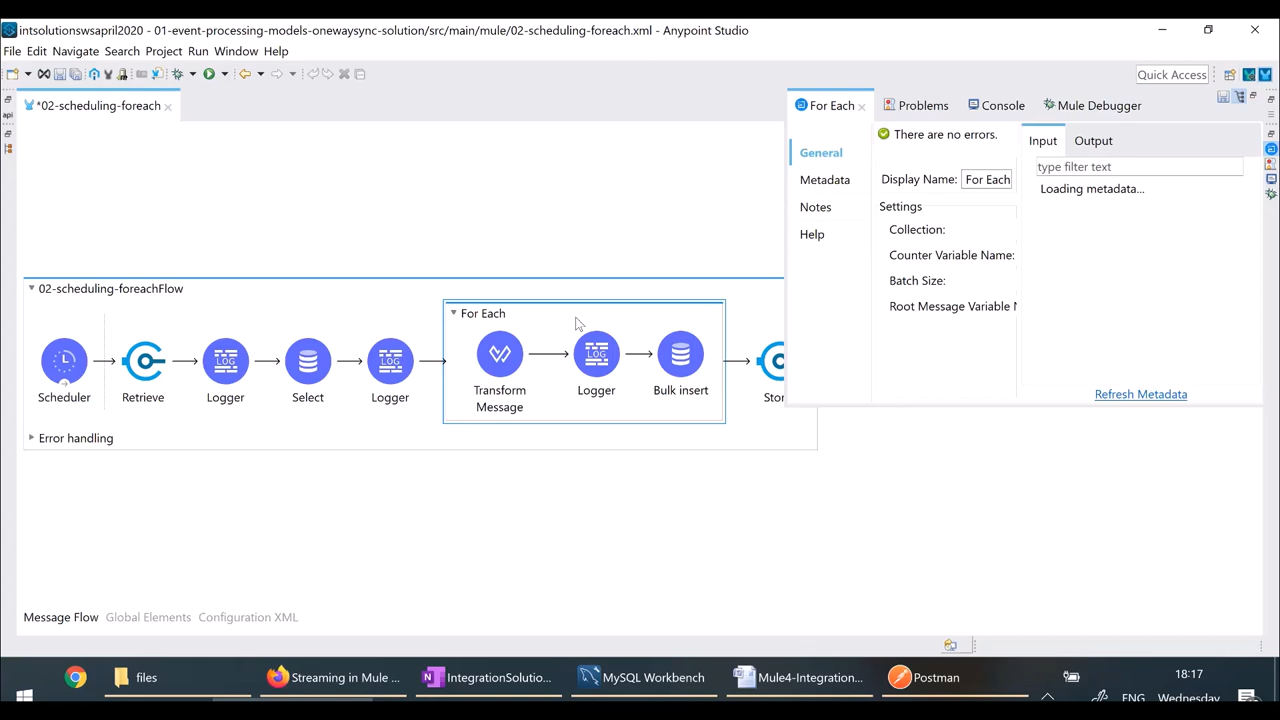 intsolutionswsapril2020 - 01-event-processing-models-onewaysync-solution/src/main/mule/02-scheduling-foreach.xml - Anypoint Studio
File Edit Navigate Search Project Run Window Help
Quick Access
*02-scheduling-foreach
For Each
Problems
Console
Mule Debugger
api
General
Metadata
Notes
Help
There are no errors.
Display Name: For Each
Settings
Collection:
Counter Variable Name:
Batch Size:
Root Message Variable N
Input
Output
type filter text
Loading metadata...
Refresh Metadata
02-scheduling-foreachFlow
For Each
Scheduler
Retrieve
LOG
Logger
Select
LOG
Logger
Transform
Message
LOG
Logger
Bulk insert
Stor
Error handling
Message Flow Global Elements Configuration XML
files
Streaming in Mule ...
IntegrationSolutio...
MySQL Workbench
Mule4-Integration...
Postman
18:17
ENG
Wednesday